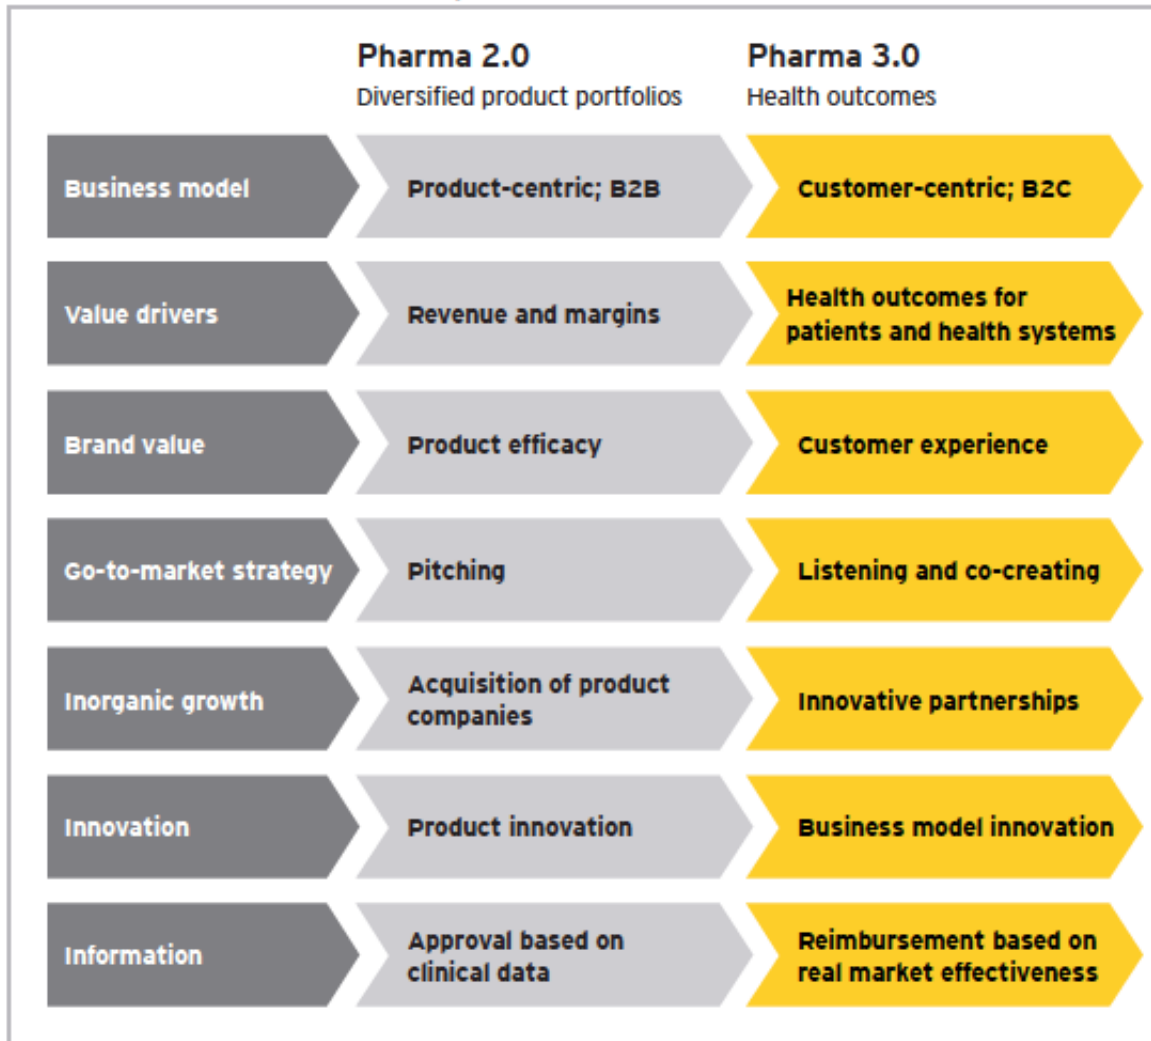 Pharma 2.0
Diversified product portfolios
Pharma 3.0
Health outcomes
Business model
Product-centric; B2B
Customer-centric; B2C
Value drivers
Revenue and margins
Health outcomes for
patients and health systems
Brand value
Product efficacy
Customer experience
Go-to-market strategy
Pitching
Listening and co-creating
Inorganic growth
Acquisition of product
companies
Innovative partnerships
Innovation
Product innovation
Business model innovation
Information
Approval based on
clinical data
Reimbursement based on
real market effectiveness